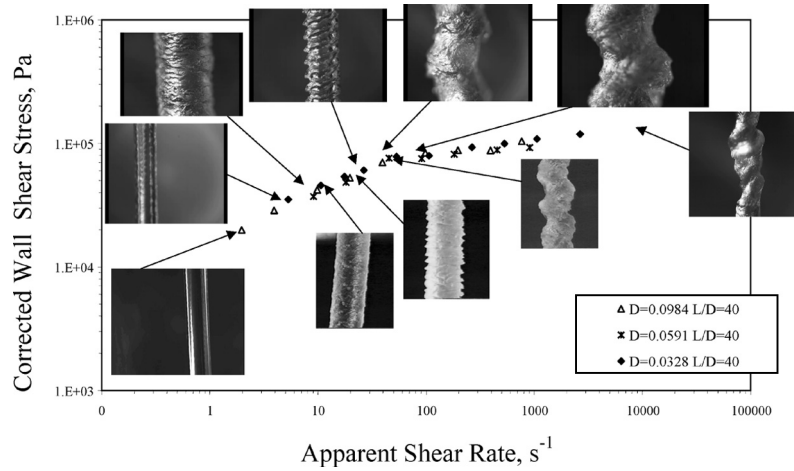 1.E+06
1.E+05
1.E+04
1.E+03
Corrected Wall Shear Stress, Pa
D=0.0984 L/D=40
D=0.0591 L/D=40
D=0.0328 L/D=40
0 1 10 100 1000 10000 100000
Apparent Shear Rate, s⁻¹